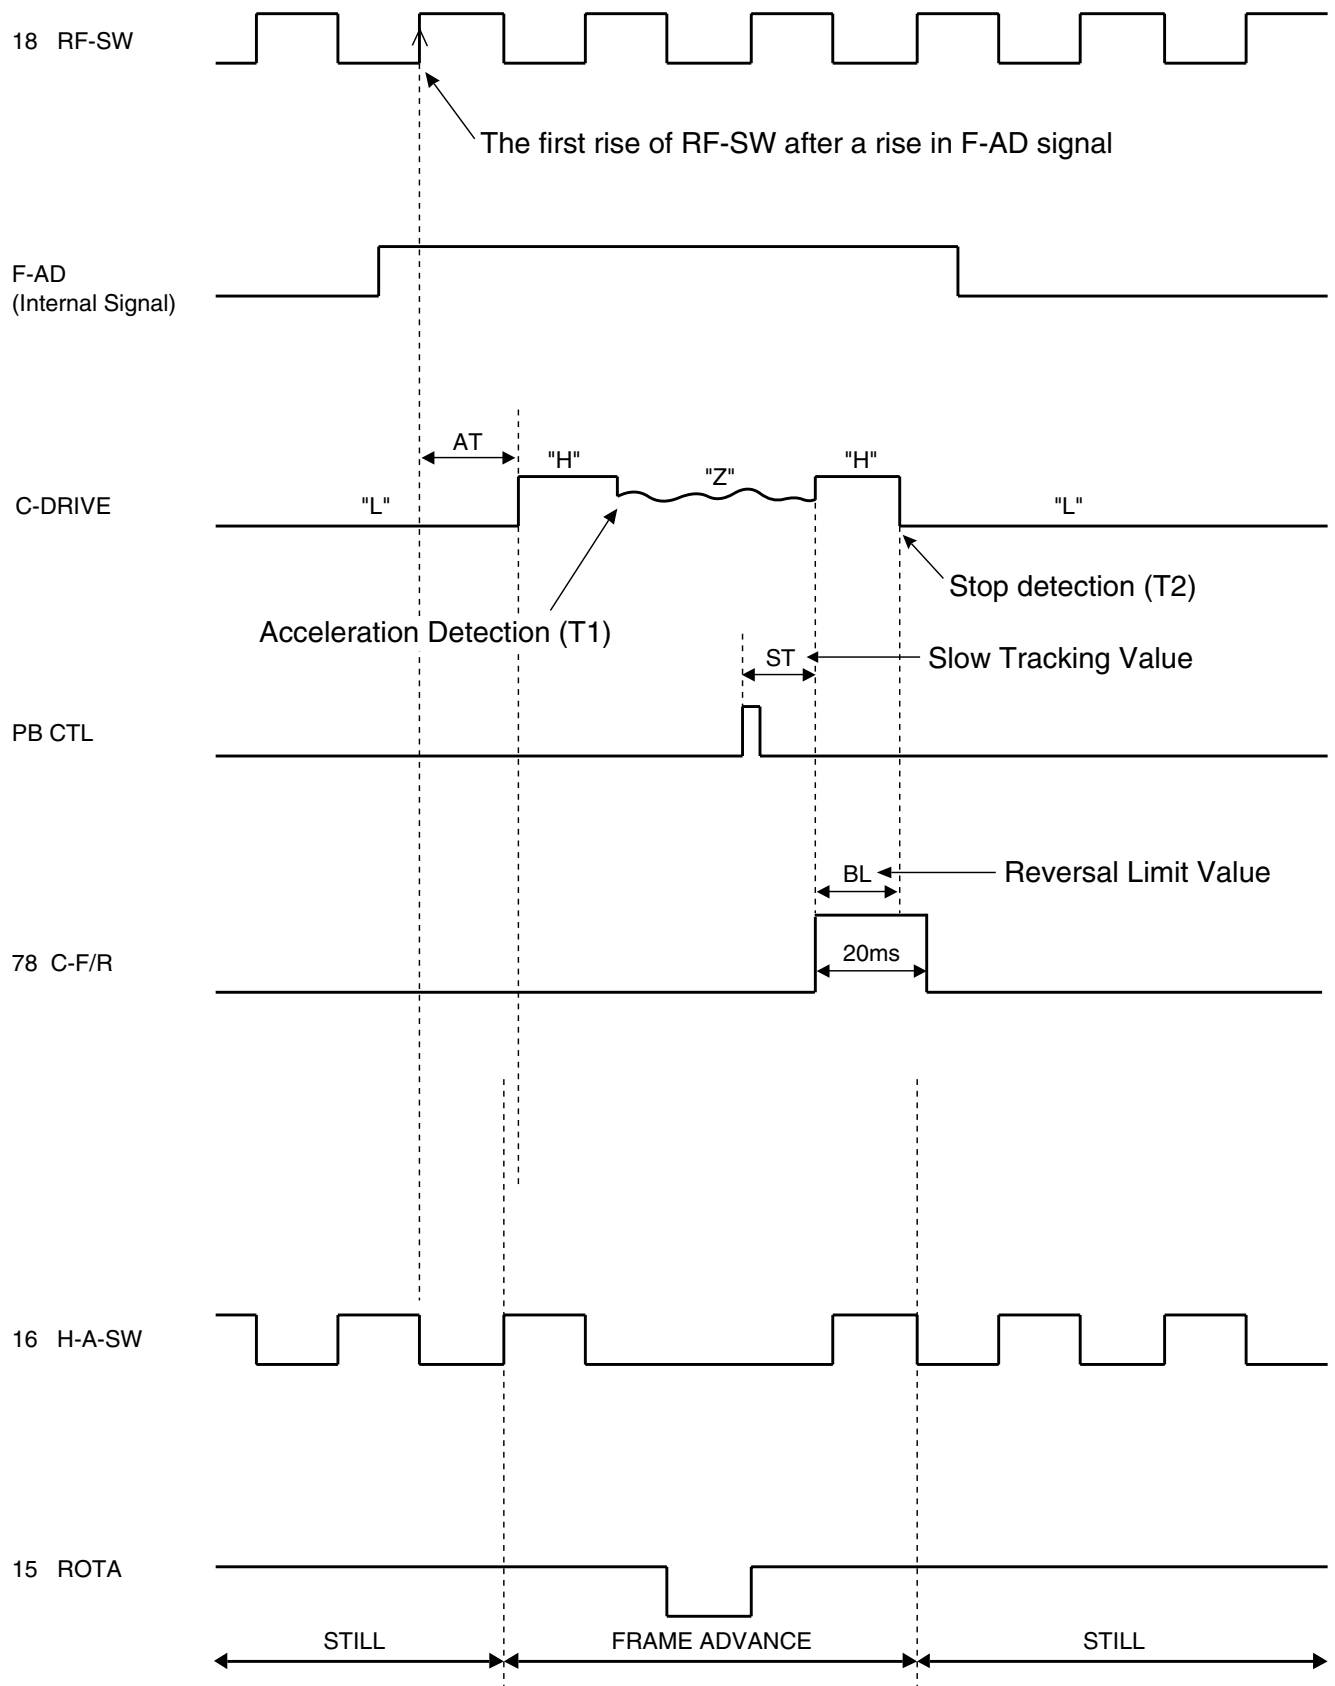 18 RF-SW
The first rise of RF-SW after a rise in F-AD signal
F-AD
(Internal Signal)
AT
"H"
"Z"
"H"
C-DRIVE
"L"
"L"
Stop detection (T2)
Acceleration Detection (T1)
ST
Slow Tracking Value
PB CTL
BL
Reversal Limit Value
78 C-F/R
20ms
16 H-A-SW
15 ROTA
STILL
FRAME ADVANCE
STILL